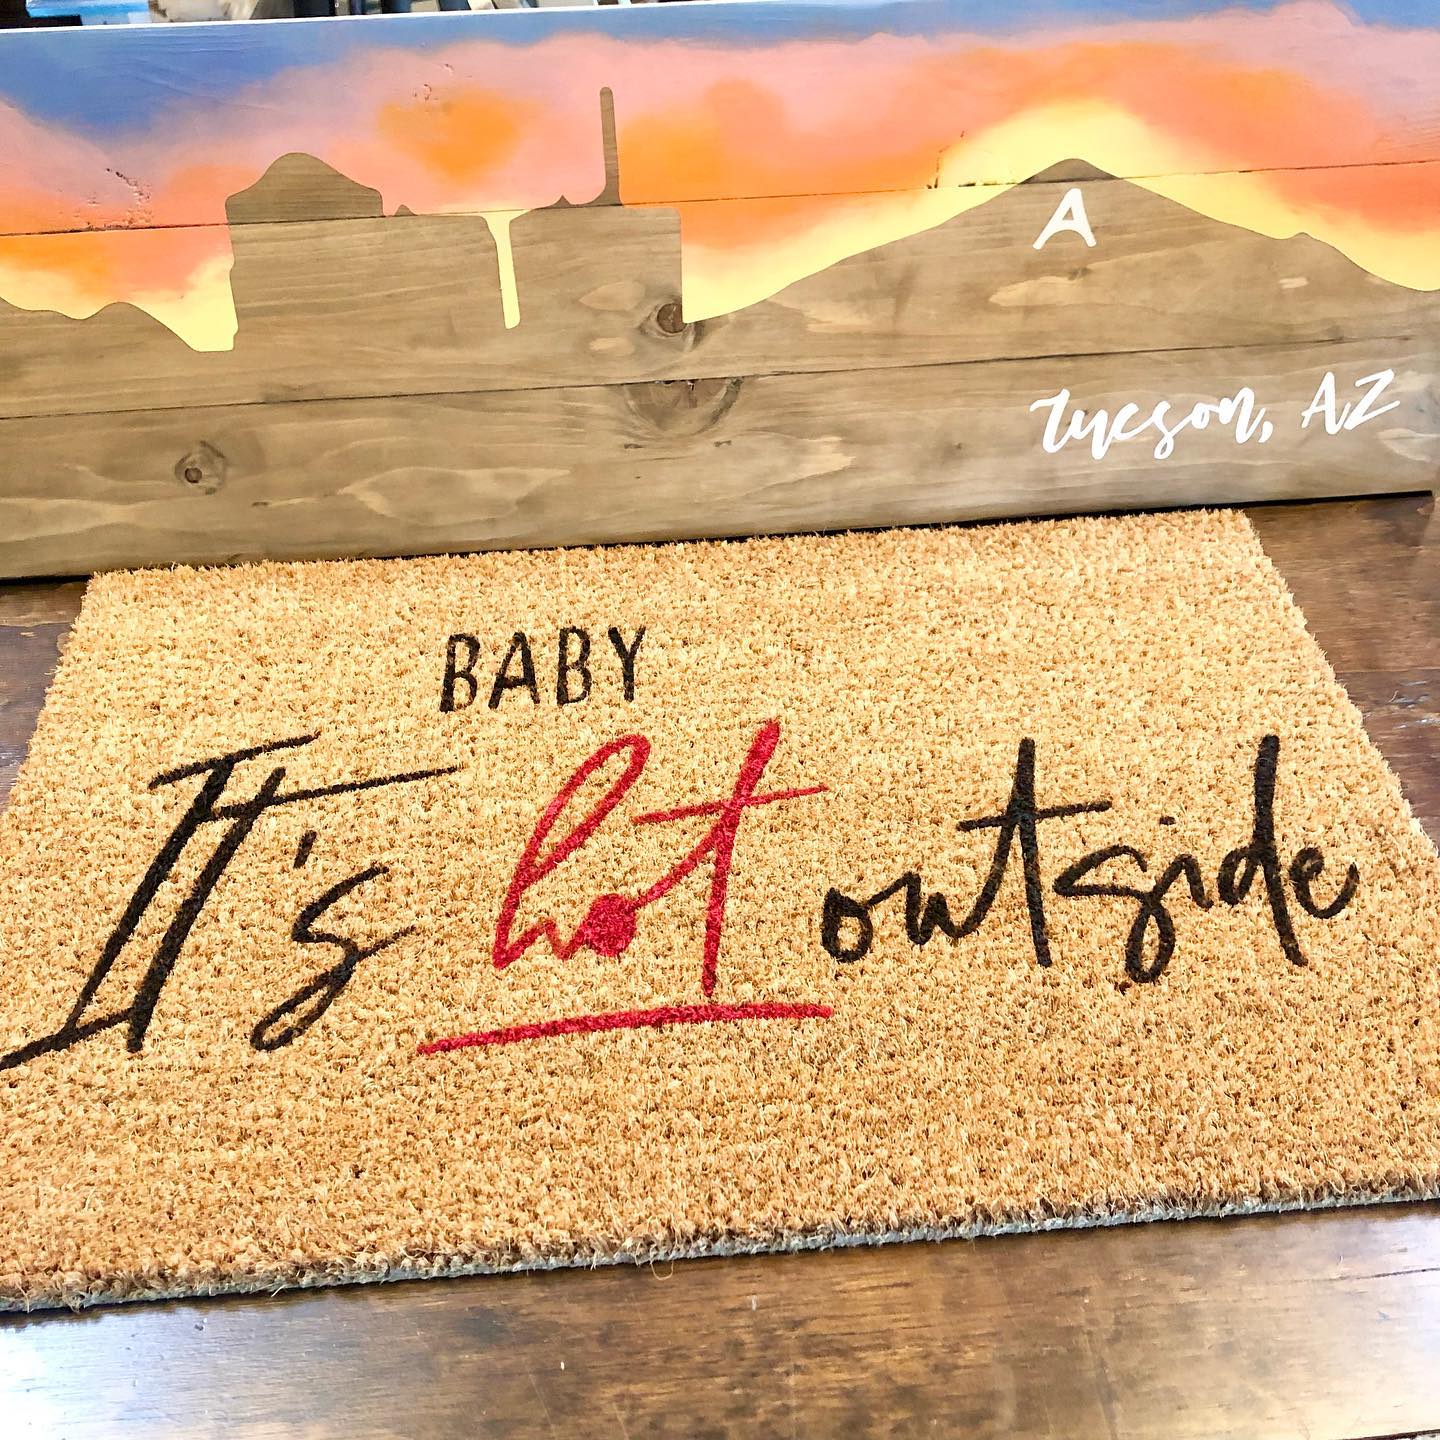 A
Tucson, AZ
BABY
It's hot outside